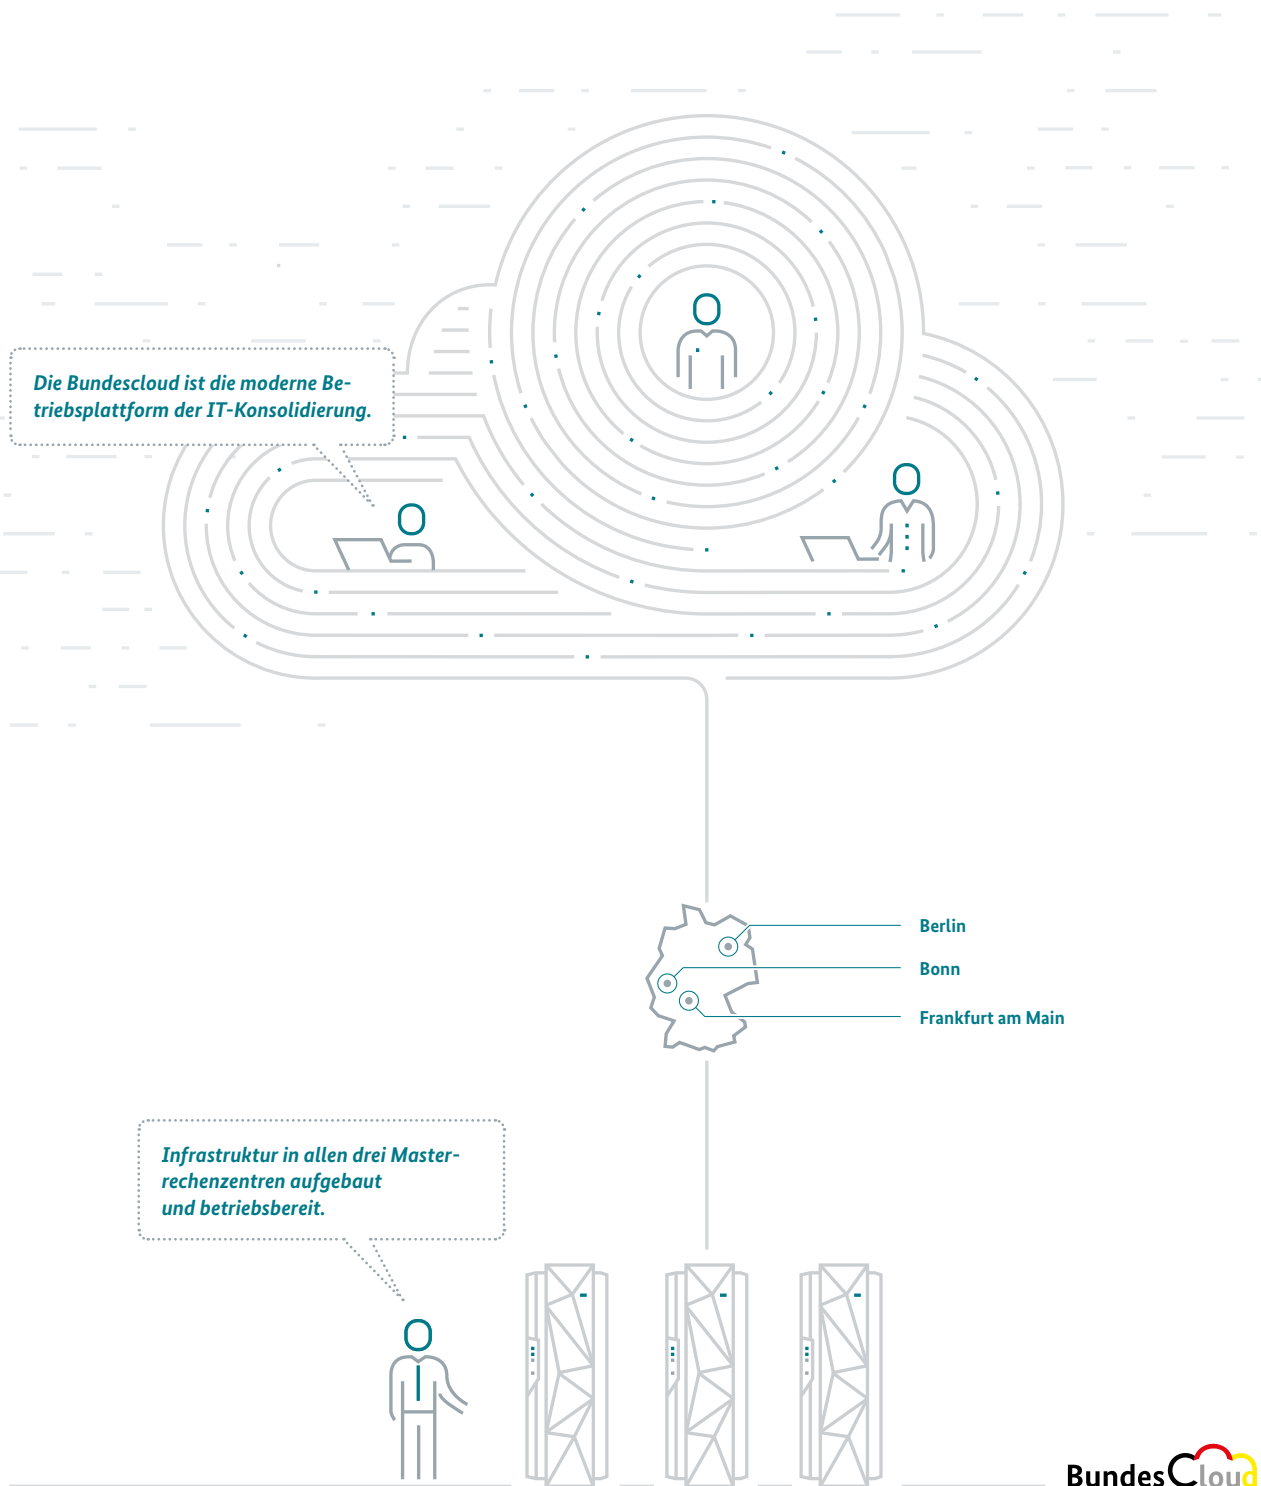 Die Bundescloud ist die moderne Be-
triebsplattform der IT-Konsolidierung.
Berlin
Bonn
Frankfurt am Main
Infrastruktur in allen drei Master-
rechenzentren aufgebaut
und betriebsbereit.
BundesCloud